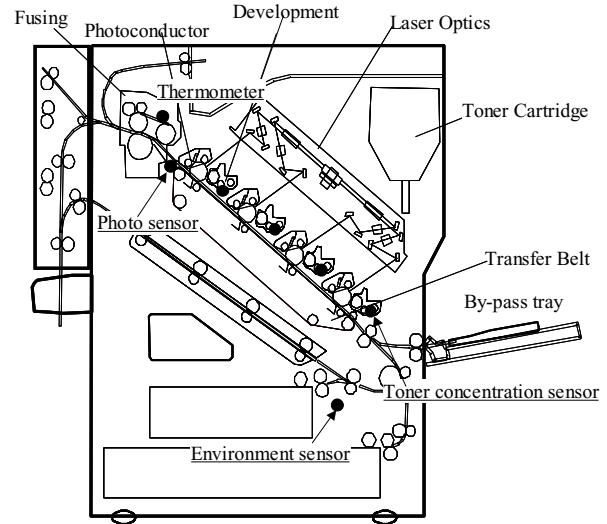 Development
Fusing
Photoconductor
Laser Optics
Thermometer
Toner Cartridge
Photo sensor
Transfer Belt
By-pass tray
Toner concentration sensor
Environment sensor